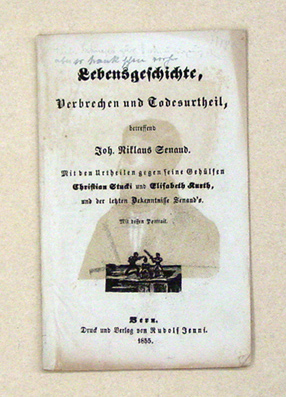 Lebensgeschichte,
Verbrechen und Todesurtheil,
betreffend
Joh. Niklaus Senaud.
Mit den Urtheilen gegen seine Gehülfen
Christian Stucki und Elisabeth Kurth,
und der letzten Bekenntnisse Senaud's.
Mit dessen Portrait.
Bern.
Druck und Verlag von Rudolf Jenni.
1855.